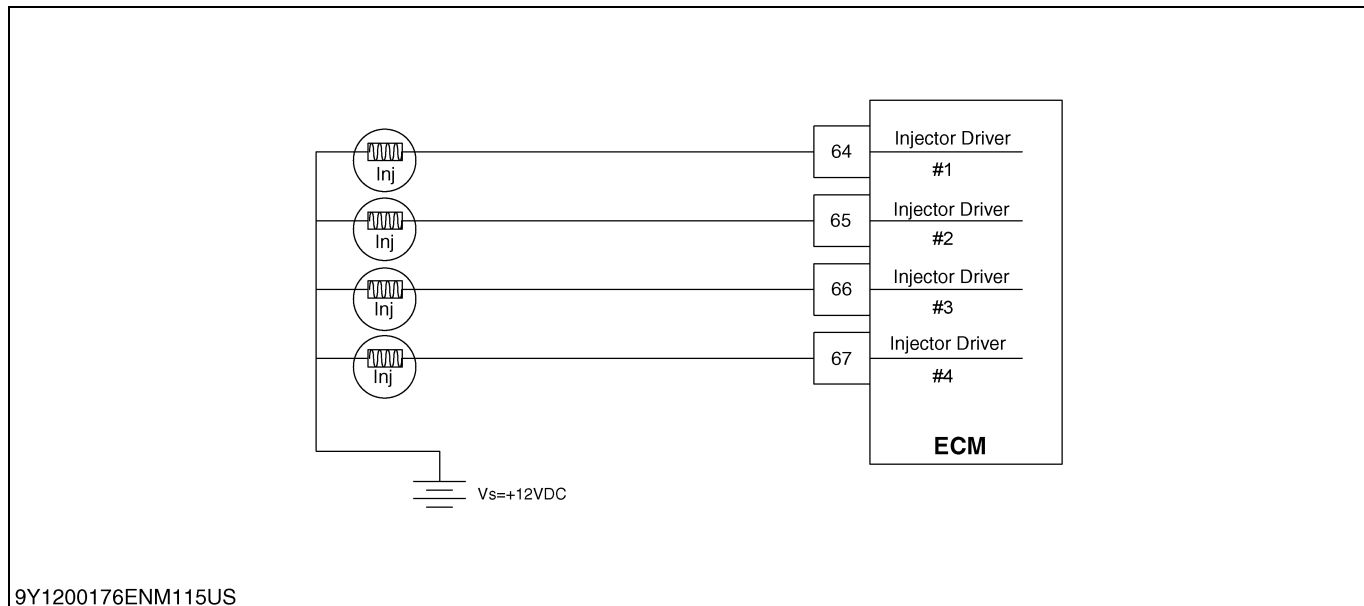 Inj
64
Injector Driver
#1
Inj
65
Injector Driver
#2
Inj
66
Injector Driver
#3
Inj
67
Injector Driver
#4
ECM
Vs=+12VDC
9Y1200176ENM115US